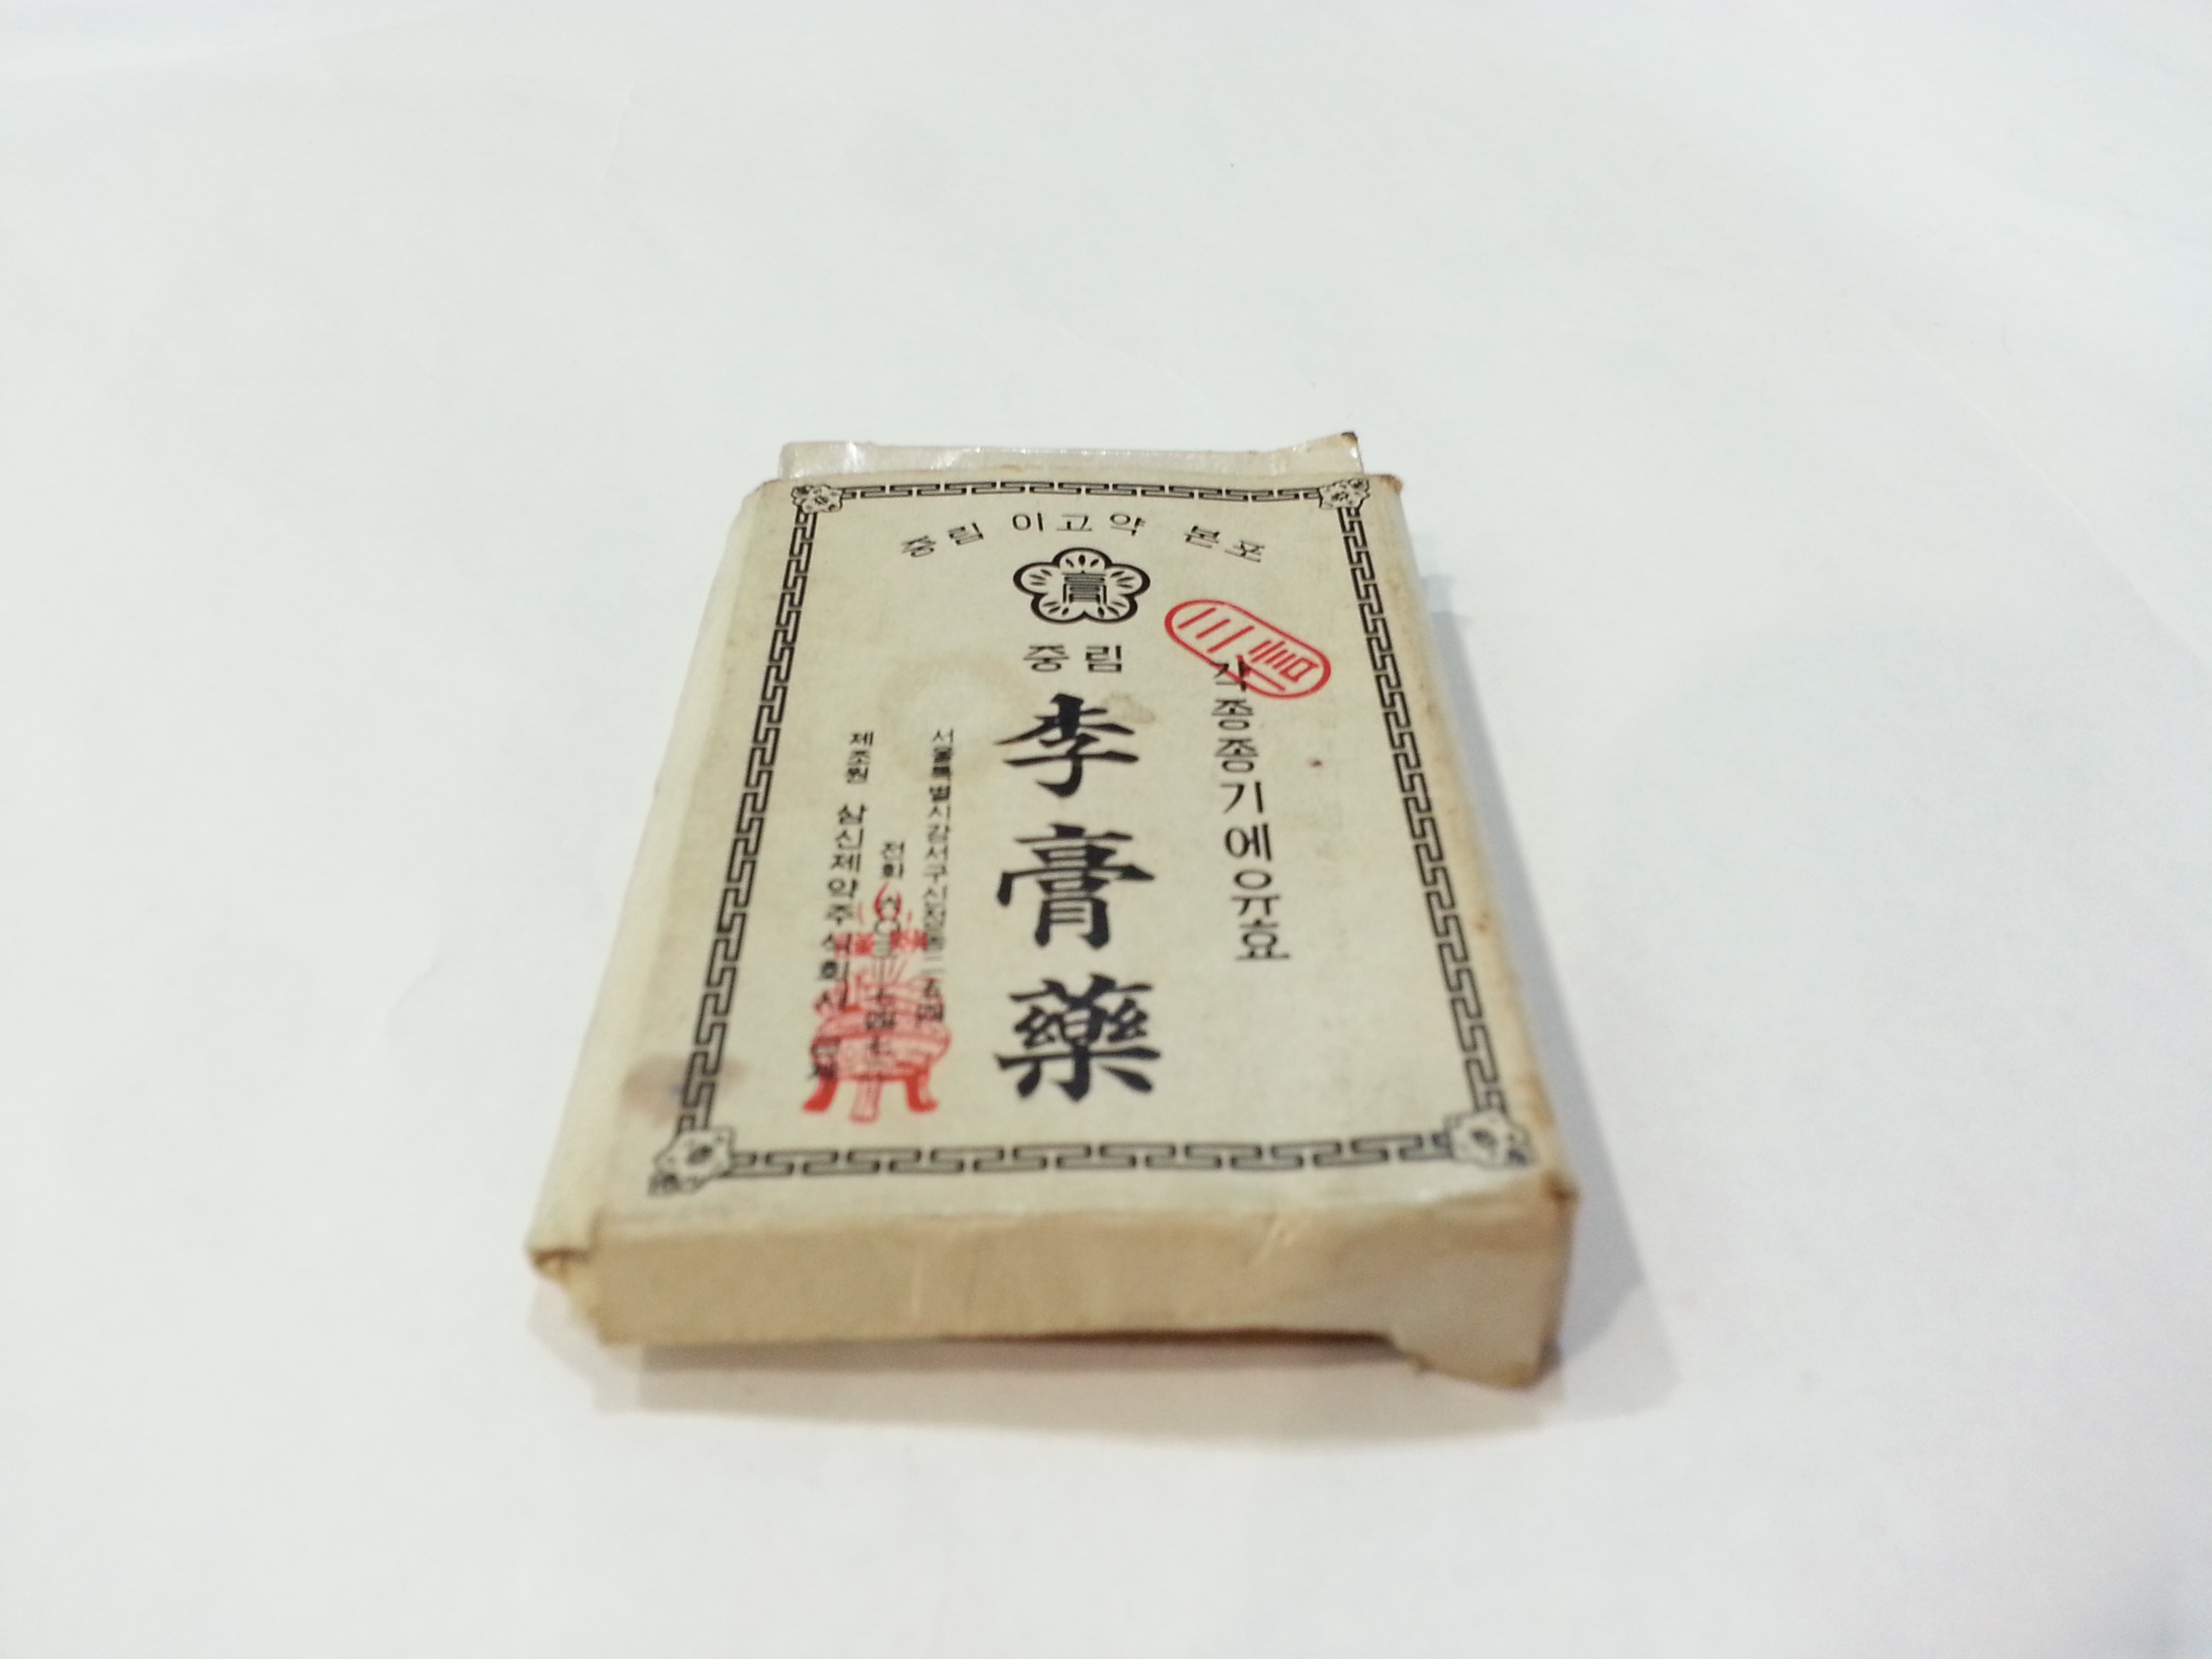 중림 이고약 본포
膏
중림
李膏藥
각종종기에유효
서울특별시강서구신정동
전화
제조원 삼신제약주식회사